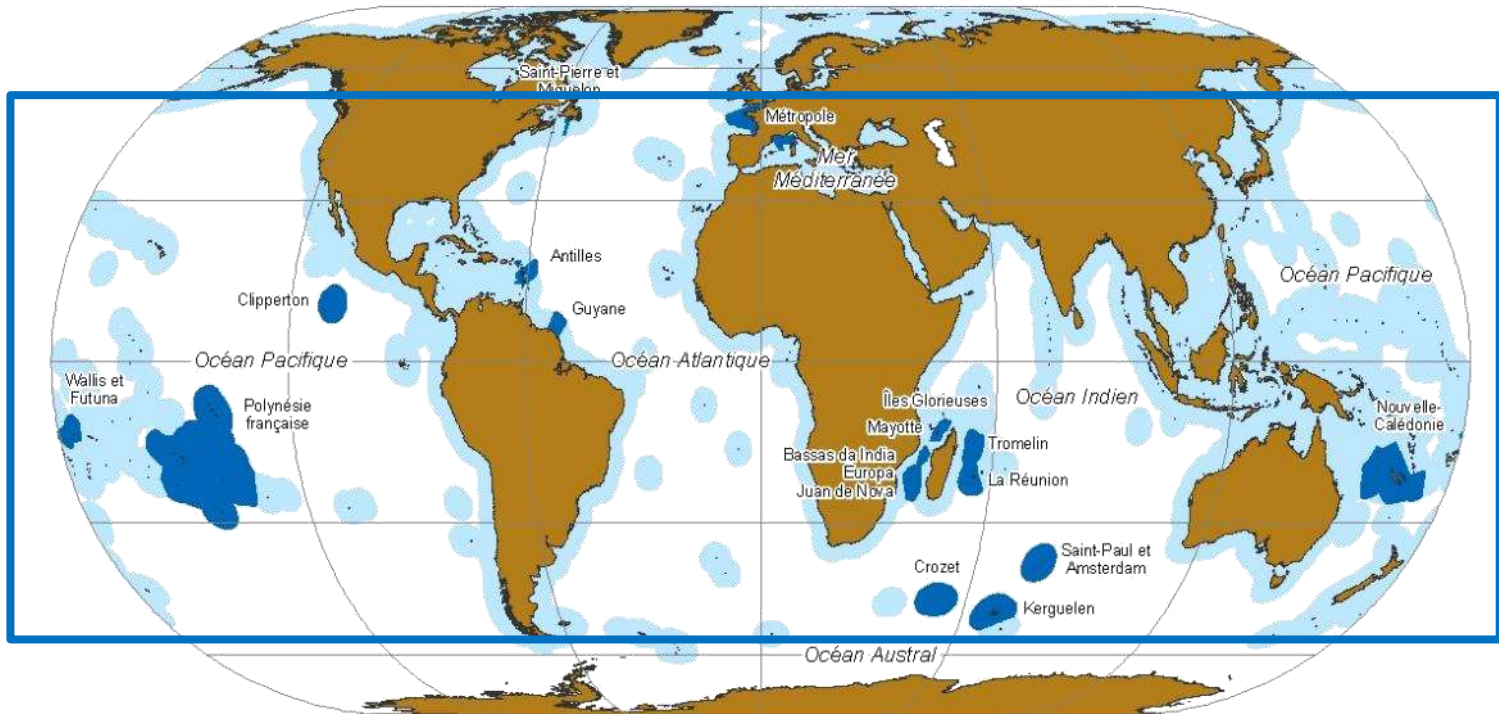 Saint-Pierre et
Miquelon
Métropole
Mer
Méditerranée
Antilles
Océan Pacifique
Clipperton
Guyane
Océan Pacifique
Océan Atlantique
Wallis et
Futuna
Polynésie
française
Îles Glorieuses
Océan Indien
Nouvelle-
Calédonie
Mayotte
Tromelin
Bassas da India
Europa
Juan de Nova
La Réunion
Saint-Paul et
Amsterdam
Crozet
Kerguelen
Océan Austral